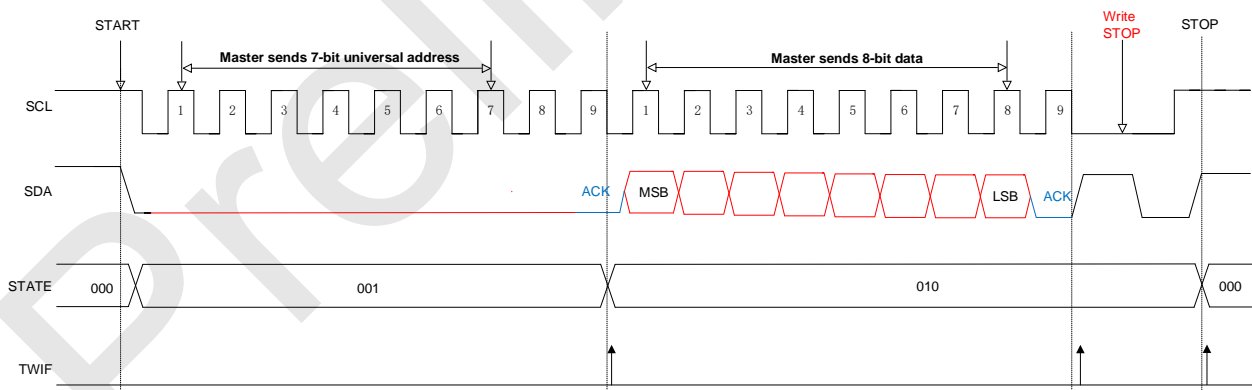 START
Write
STOP
STOP
Master sends 7-bit universal address
Master sends 8-bit data
SCL
1 2 3 4 5 6 7 8 9 1 2 3 4 5 6 7 8 9
SDA
ACK MSB LSB ACK
STATE
000 001 010 000
TWIF